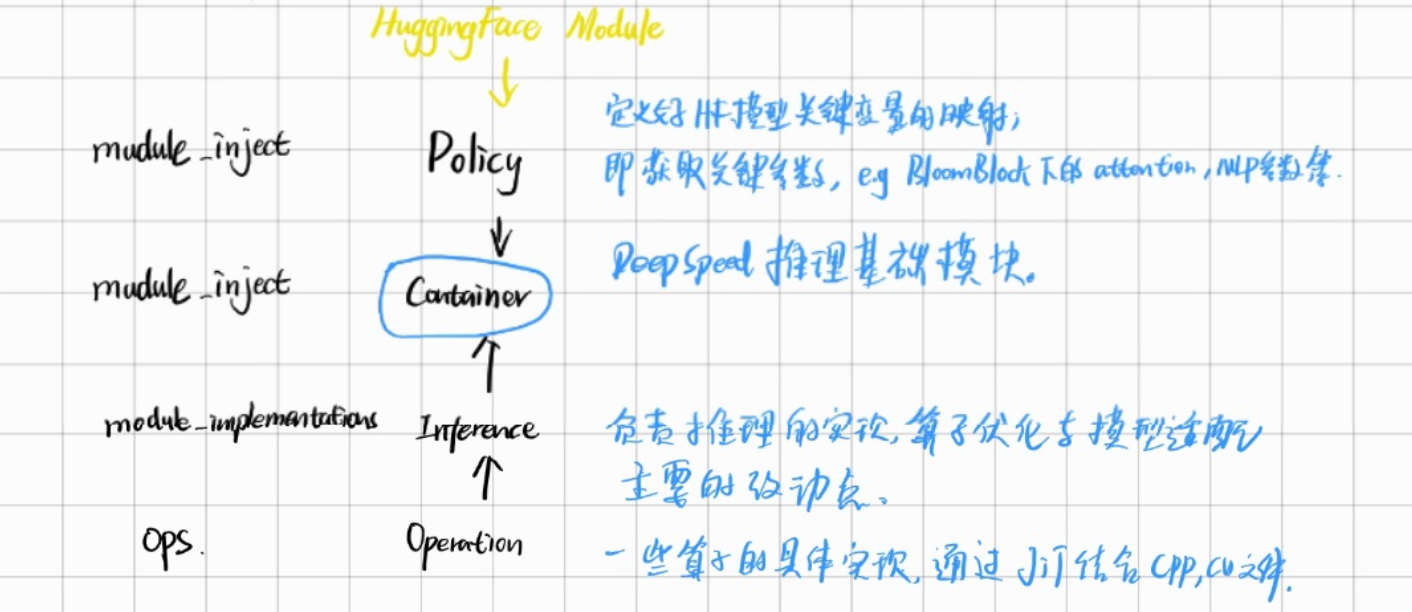 HuggingFace Module
mudule_inject
Policy
定义好HF模型关键变量的映射;
即获取关键参数, e.g BloomBlock下的 attention, MLP参数等.
mudule_inject
Container
DeepSpeed 推理基础模块。
module_implementations
Inference
负责推理的实现,算子优化与模型适配
主要的改动点。
ops.
Operation
一些算子的具体实现,通过JIT结合CPP,CU文件.